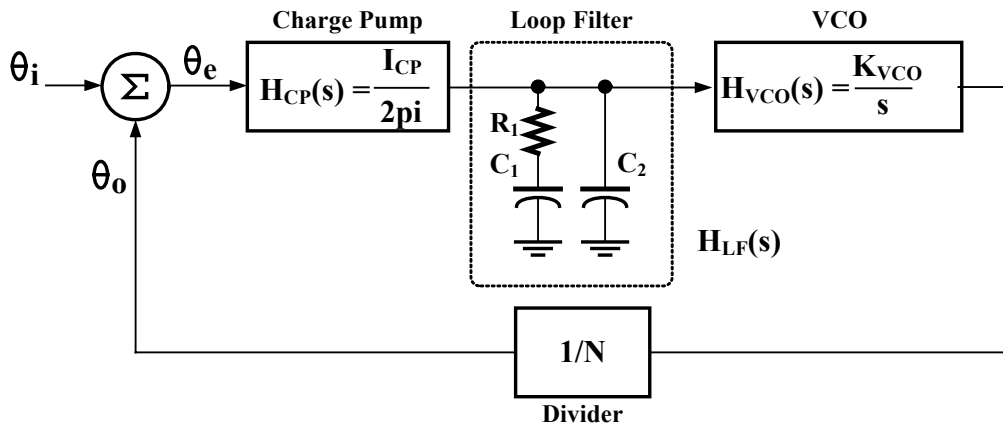 Charge Pump
Loop Filter
VCO
θi
Σ
θe
HCP(s) = ICP/2pi
R1
C1
C2
HVCO(s) = KVCO/s
θo
HLF(s)
1/N
Divider